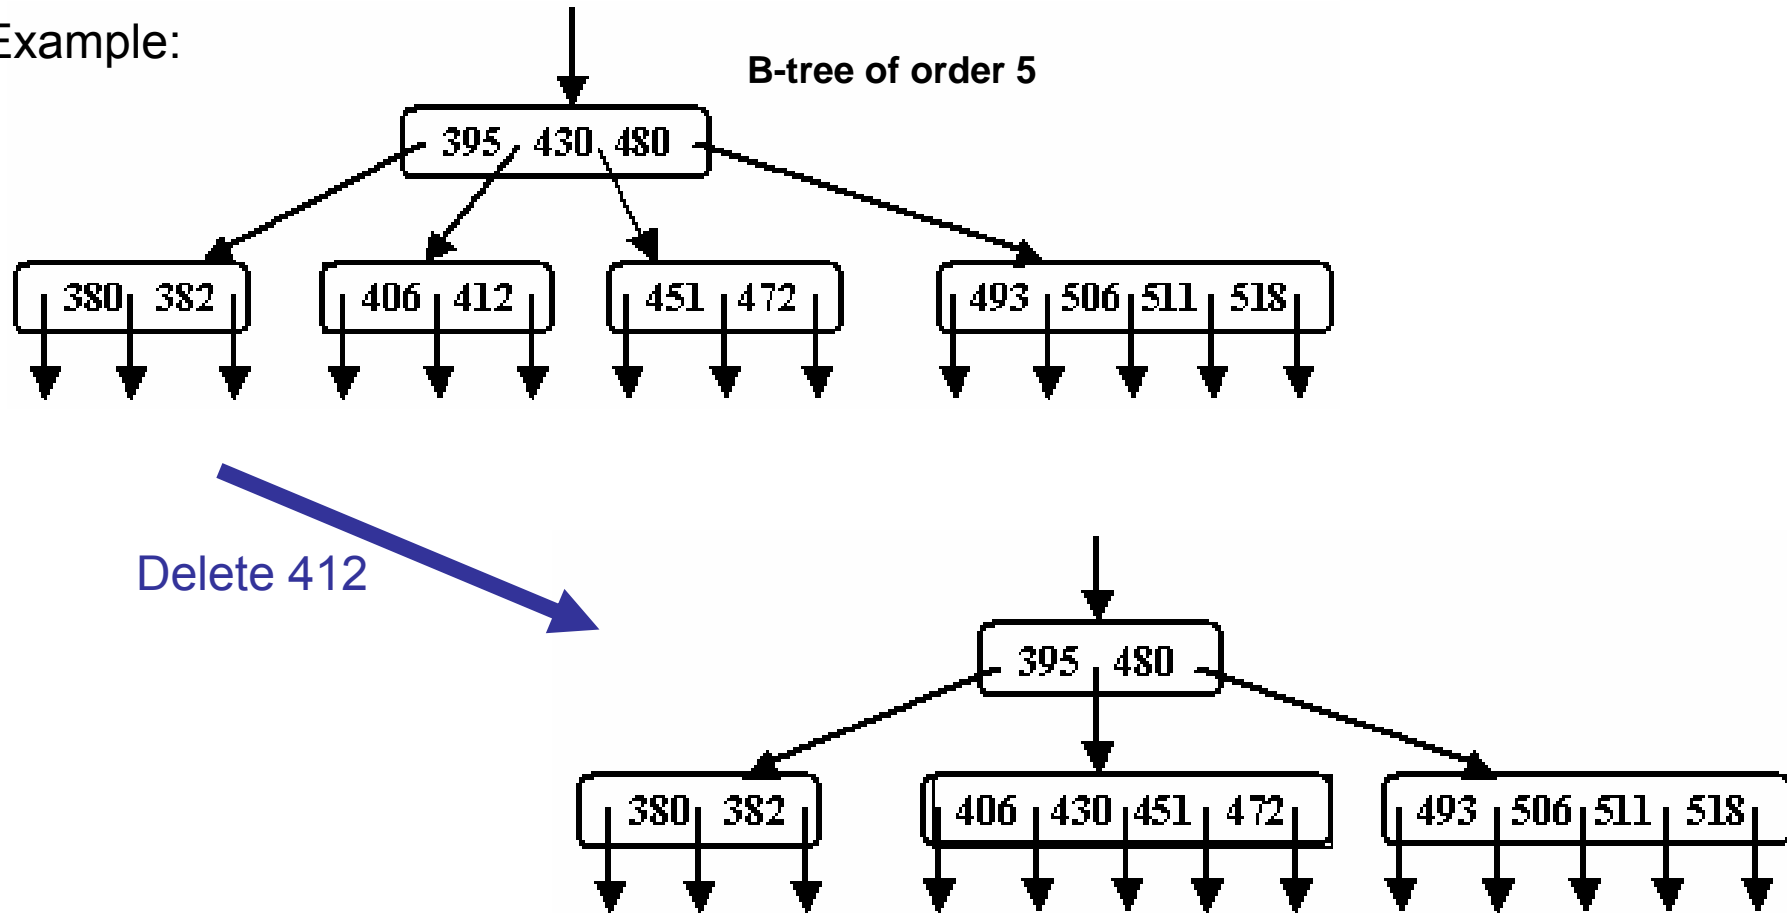 Example:
B-tree of order 5
395 430 480
380 382 406 412 451 472 493 506 511 518
Delete 412
395 480
380 382 406 430 451 472 493 506 511 518